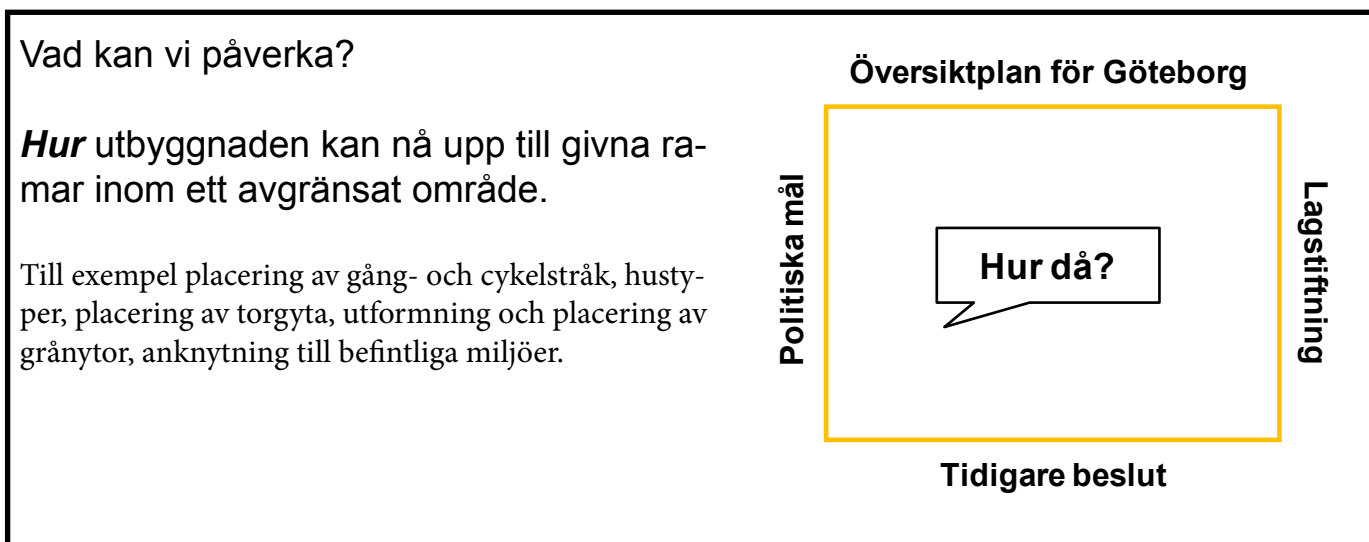 Vad kan vi påverka?
Hur utbyggnaden kan nå upp till givna ra-
mar inom ett avgränsat område.
Till exempel placering av gång- och cykelstråk, husty-
per, placering av torgyta, utformning och placering av
grånytor, anknytning till befintliga miljöer.
Översiktplan för Göteborg
Politiska mål
Hur då?
Lagstiftning
Tidigare beslut